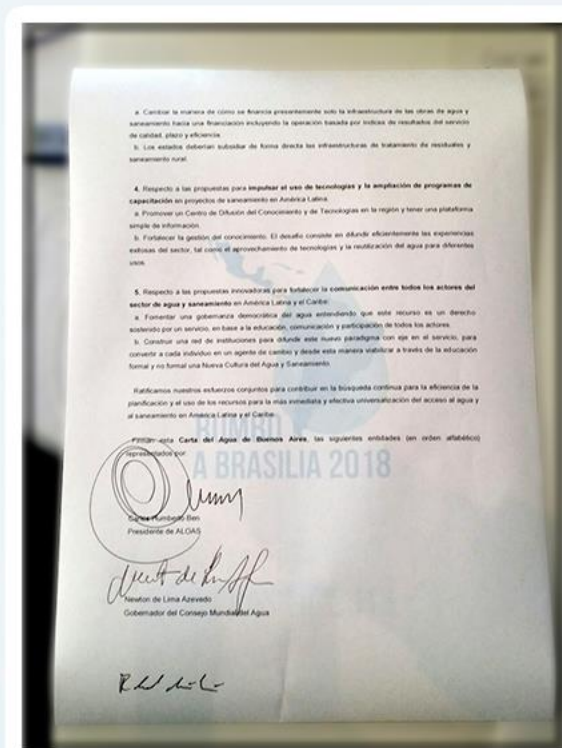 a. Cambiar la manera de cómo se financia presentemente solo la infraestructura de las obras de agua y
saneamiento hacia una financiación incluyendo la operación basada por índices de resultados del servicio
de calidad, plazo y eficiencia.
b. Los estados deberían subsidiar de forma directa las infraestructuras de tratamiento de residuales y
saneamiento rural.
4. Respecto a las propuestas para impulsar el uso de tecnologías y la ampliación de programas de
capacitación en proyectos de saneamiento en América Latina.
a. Promover un Centro de Difusión del Conocimiento y de Tecnologías en la región y tener una plataforma
simple de información.
b. Fortalecer la gestión del conocimiento. El desafío consiste en difundir eficientemente las experiencias
exitosas del sector, tal como el aprovechamiento de tecnologías y la reutilización del agua para diferentes
usos.
5. Respecto a las propuestas innovadoras para fortalecer la comunicación entre todos los actores del
sector de agua y saneamiento en América Latina y el Caribe:
a. Fomentar una gobernanza democrática del agua entendiendo que este recurso es un derecho
sostenido por un servicio, en base a la educación, comunicación y participación de todos los actores.
b. Construir una red de instituciones para difundir este nuevo paradigma con eje en el servicio, para
convertir a cada individuo en un agente de cambio y desde esta manera viabilizar a través de la educación
formal y no formal una Nueva Cultura del Agua y Saneamiento.
Ratificamos nuestros esfuerzos conjuntos para contribuir en la búsqueda continua para la eficiencia de la
planificación y el uso de los recursos para la más inmediata y efectiva universalización del acceso al agua y
al saneamiento en América Latina y el Caribe.
RUMBO
Firman esta Carta del Agua de Buenos Aires, las siguientes entidades (en orden alfabético)
representados por
A BRASILIA 2018
Carlos Humberto Ben
Presidente de ALOAS
Newton de Lima Azevedo
Gobernador del Consejo Mundial del Agua